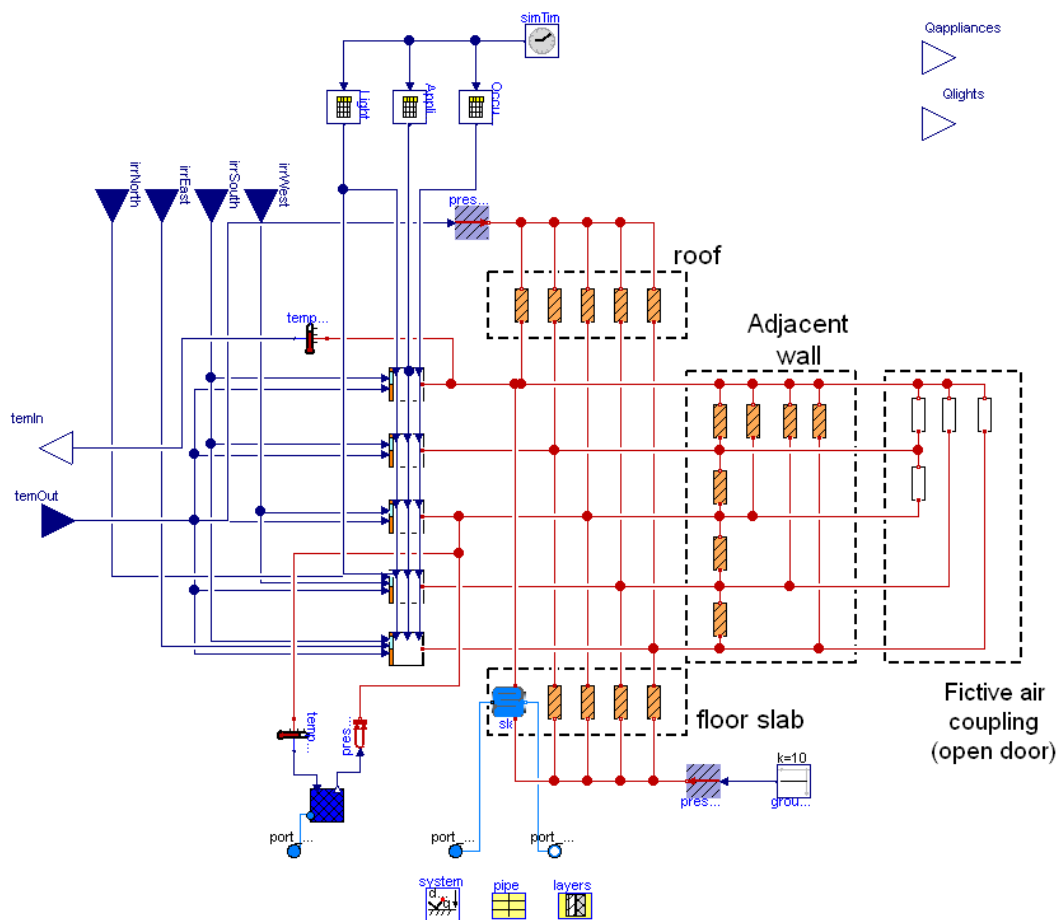 simTim
Qappliances
Qlights
Light
Appli
Occu
irrNorth
irrEast
irrSouth
irrWest
pres...
roof
temp...
Adjacent
wall
temIn
temOut
temp...
pres...
sk
floor slab
Fictive air
coupling
(open door)
k=10
pres...
grou...
port_...
port_...
port_...
system
d...
g
pipe
layers